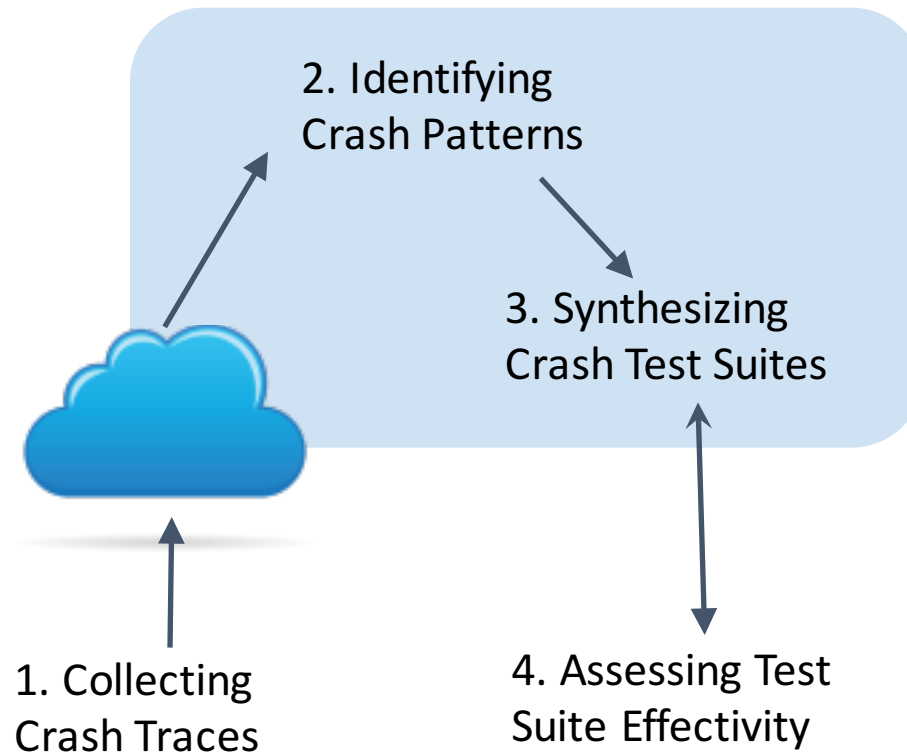 2. Identifying
Crash Patterns
3. Synthesizing
Crash Test Suites
1. Collecting
Crash Traces
4. Assessing Test
Suite Effectivity